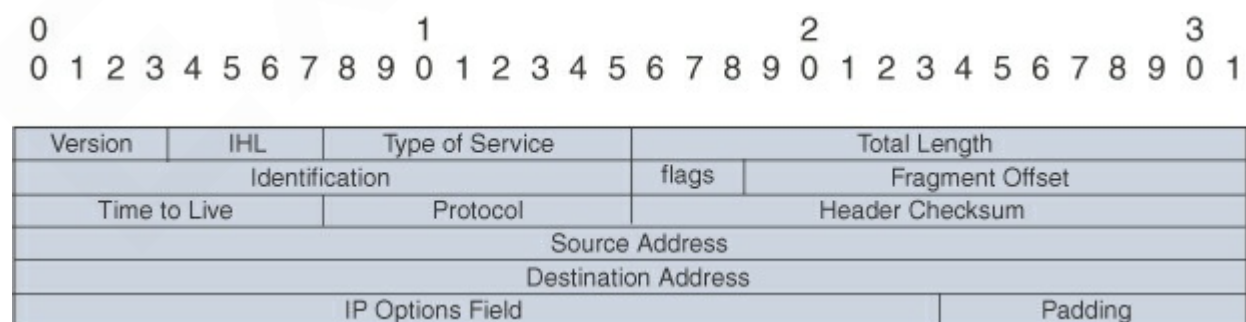 0 1 2 3
0 1 2 3 4 5 6 7 8 9 0 1 2 3 4 5 6 7 8 9 0 1 2 3 4 5 6 7 8 9 0 1
Version IHL Type of Service Total Length
Identification flags Fragment Offset
Time to Live Protocol Header Checksum
Source Address
Destination Address
IP Options Field Padding